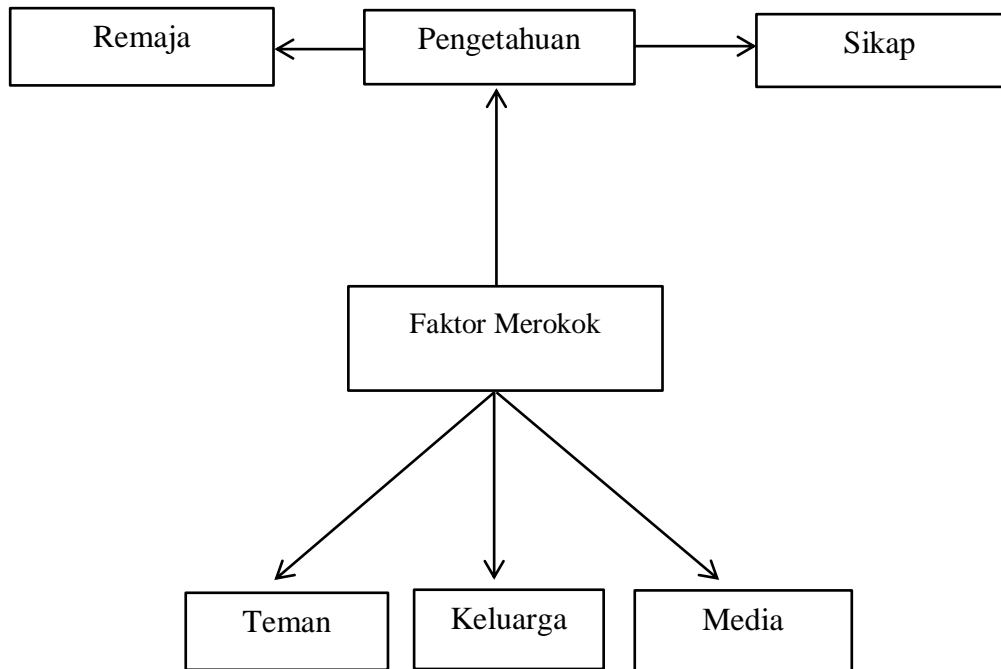 Remaja
Pengetahuan
Sikap
Faktor Merokok
Teman
Keluarga
Media